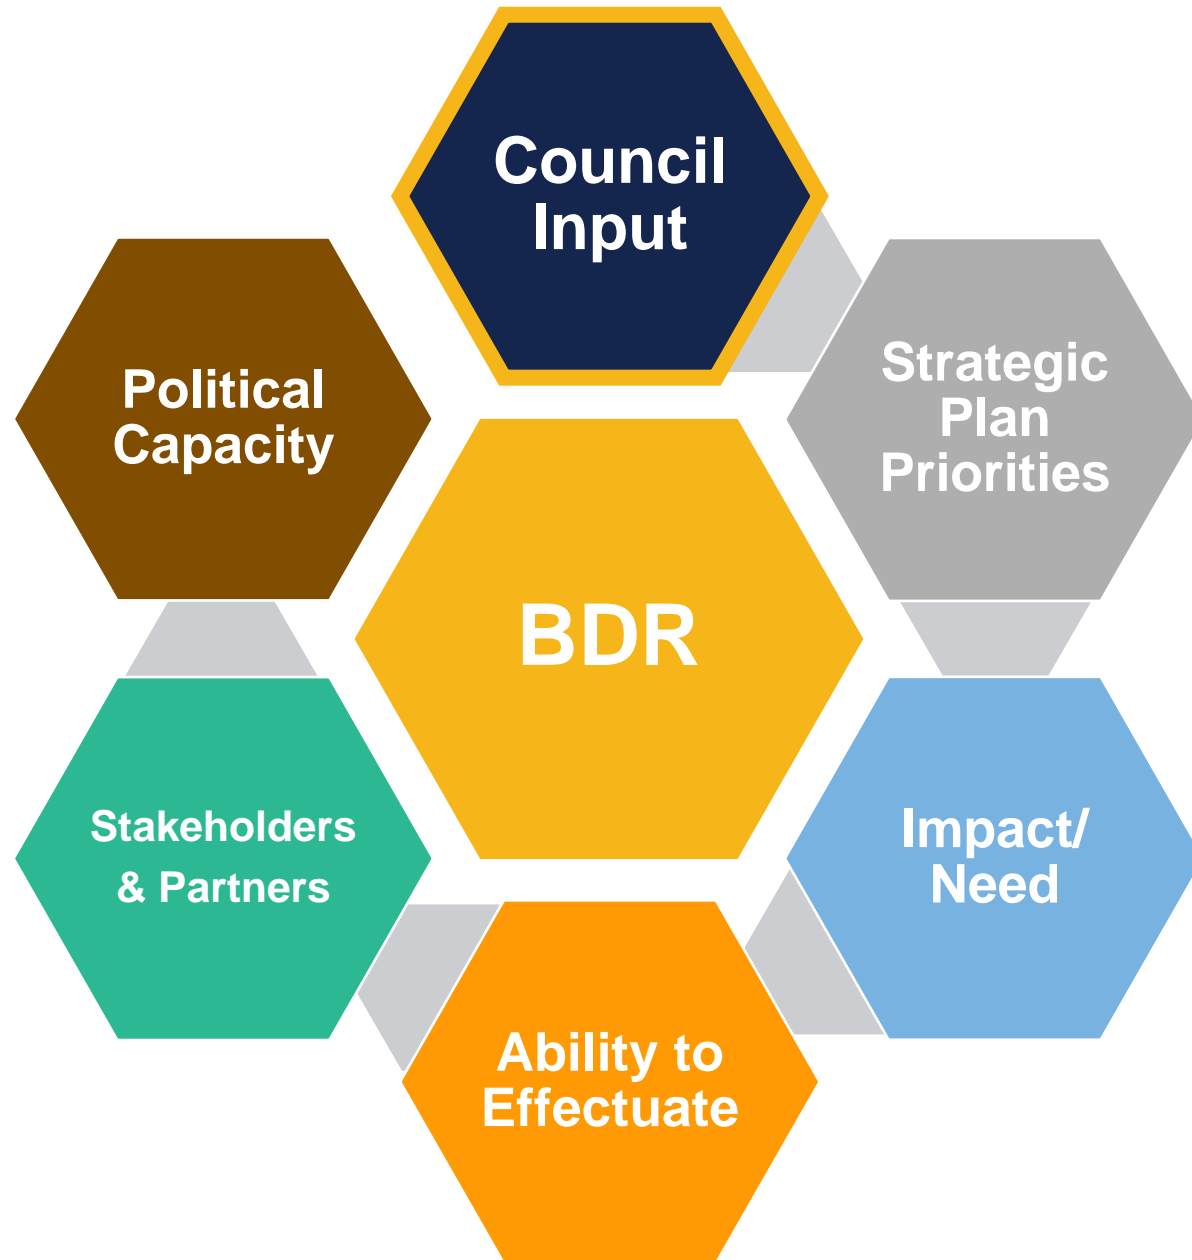 Council
Input
Strategic
Plan
Priorities
Political
Capacity
BDR
Impact/
Need
Stakeholders
& Partners
Ability to
Effectuate